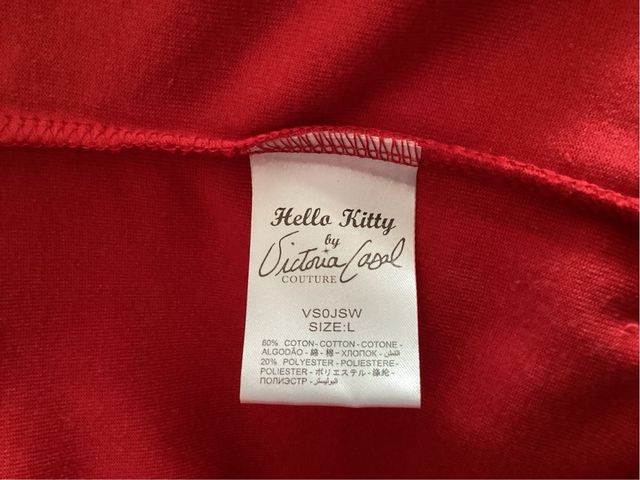 Hello Kitty
by
Victoria Casal
COUTURE
VS0JSW
SIZE:L
80% COTON-COTTON-COTONE-
ALGODÃO-綿-棉-ХЛОПОК-القطن
20% POLYESTER-POLIESTERE-
POLIESTER-ポリエステル-涤纶-
ПОЛИЭСТР-البوليستر